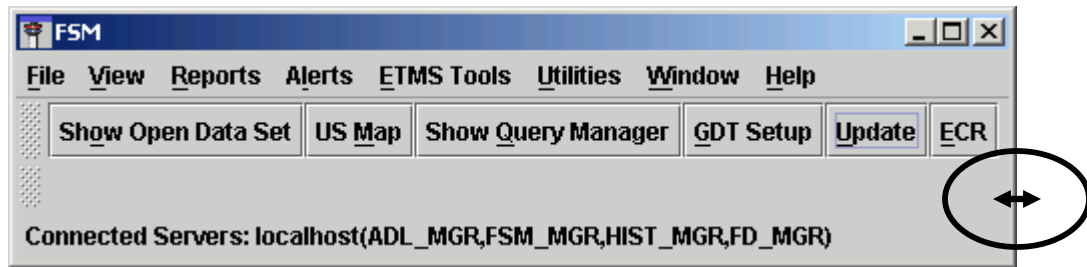 FSM
File View Reports Alerts ETMS Tools Utilities Window Help
Show Open Data Set US Map Show Query Manager GDT Setup Update ECR
Connected Servers: localhost(ADL_MGR,FSM_MGR,HIST_MGR,FD_MGR)